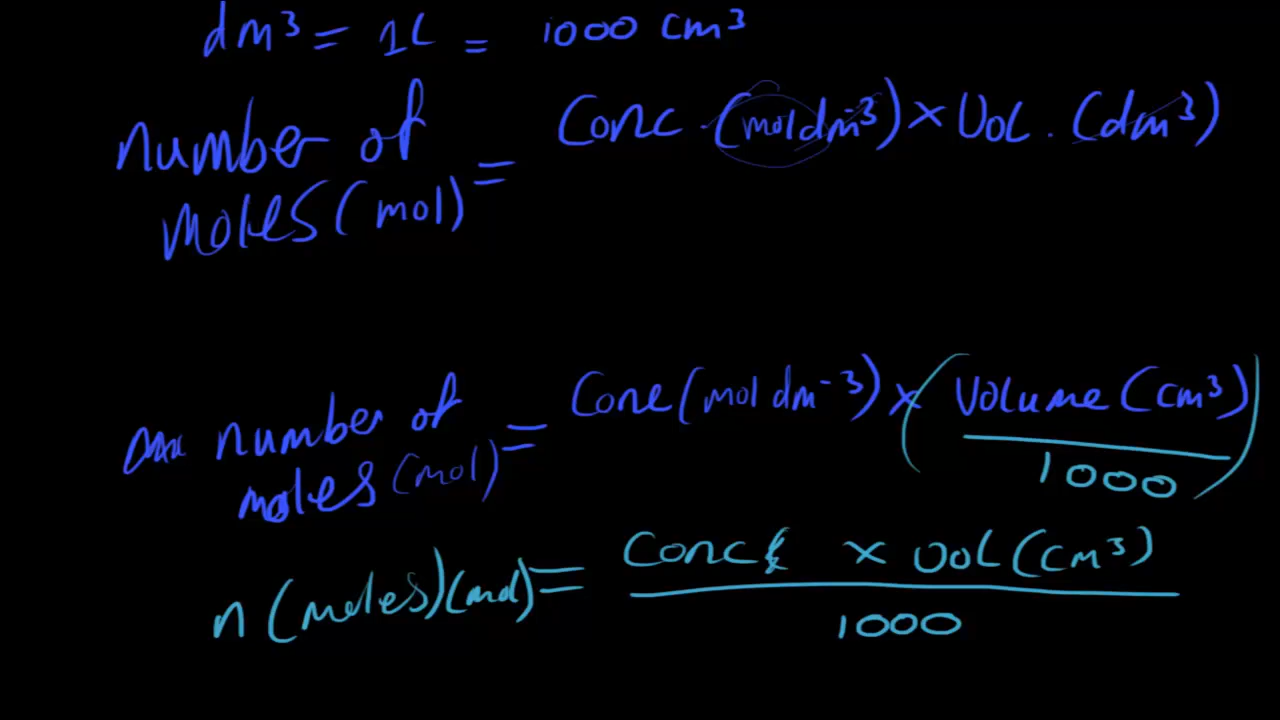 dm³ = 1L = 1000 cm³
number of moles (mol) = Conc. (mol dm⁻³) × Vol. (dm³)
number of moles (mol) = Conc (mol dm⁻³) × (Volume (cm³) / 1000)
n (moles) (mol) = Conc × Vol (cm³) / 1000